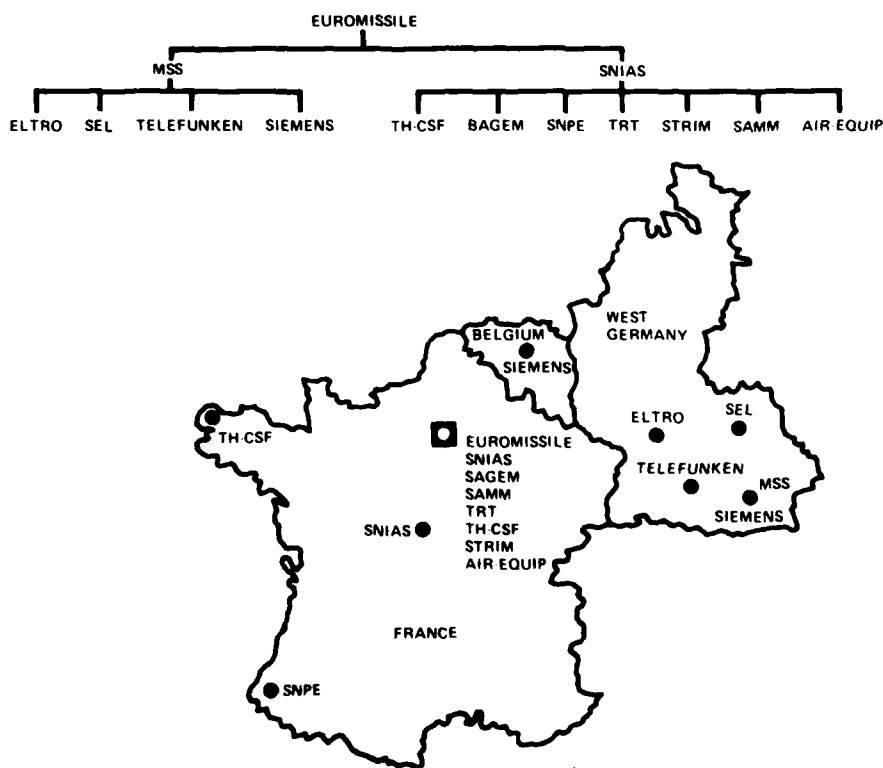 EUROMISSILE
MSS
SNIAS
ELTRO SEL TELEFUNKEN SIEMENS TH-CSF BAGEM SNPE TRT STRIM SAMM AIR-EQUIP
WEST
GERMANY
BELGIUM
SIEMENS
TH-CSF
ELTRO
SEL
TELEFUNKEN
MSS
SIEMENS
EUROMISSILE
SNIAS
SAGEM
SAMM
TRT
TH-CSF
STRIM
AIR-EQUIP
SNIAS
FRANCE
SNPE